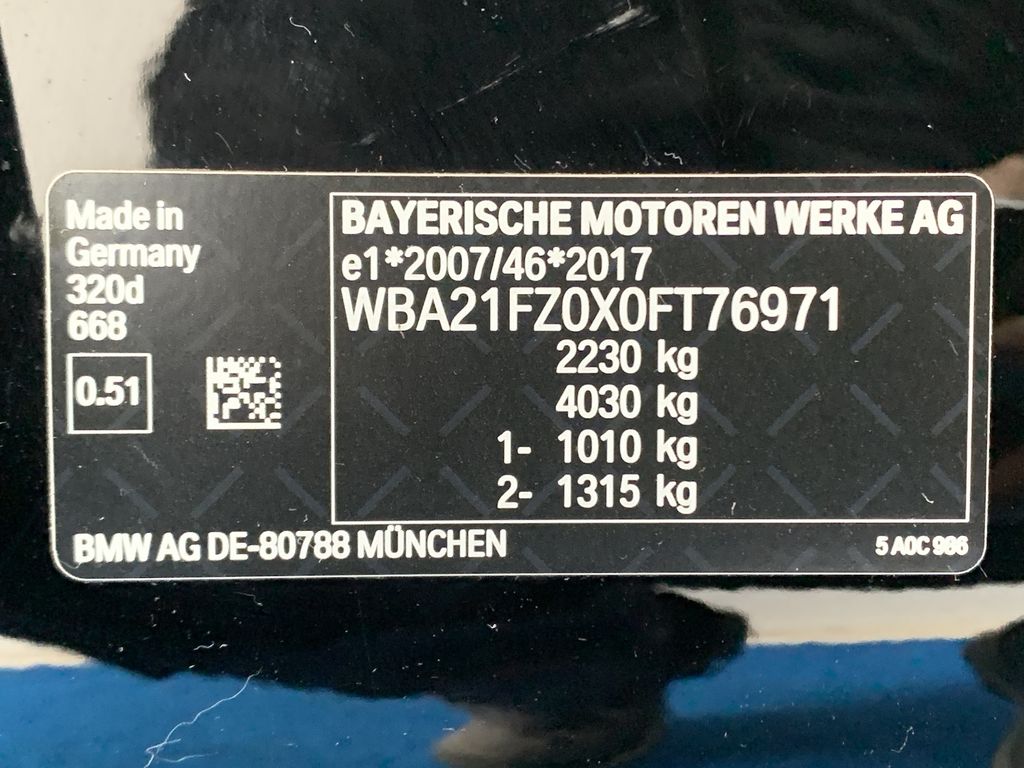 Made in
Germany
320d
668
0.51
BAYERISCHE MOTOREN WERKE AG
e1*2007/46*2017
WBA21FZ0X0FT76971
2230 kg
4030 kg
1- 1010 kg
2- 1315 kg
BMW AG DE-80788 MÜNCHEN
5 A0C 986